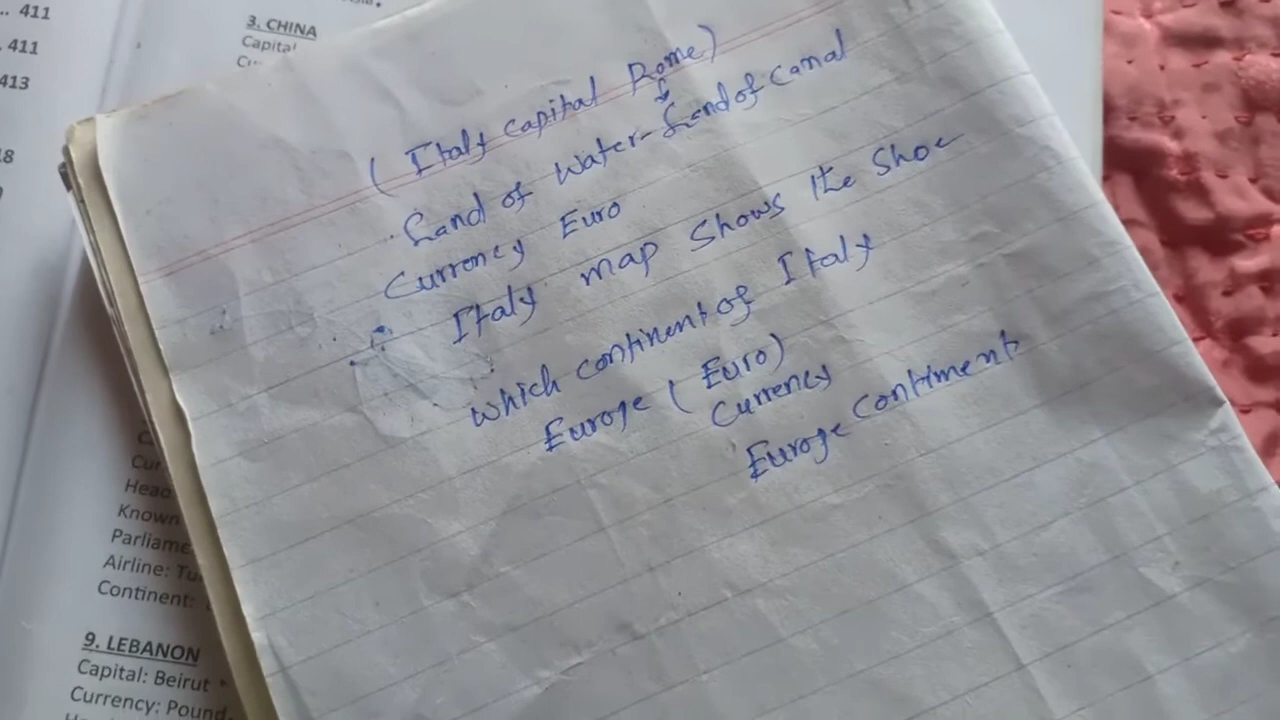 .. 411
. 411
413
3. CHINA
Capital
( Italy capital Rome)
Land of Water-Land of Canal
Currency Euro
Italy map Shows the Shoe
Which continent of Italy
Europe ( Euro)
Currency
Europe continent
Cur
Head
Known
Parliame
Airline: Tu
Continent:
9. LEBANON
Capital: Beirut
Currency: Pound